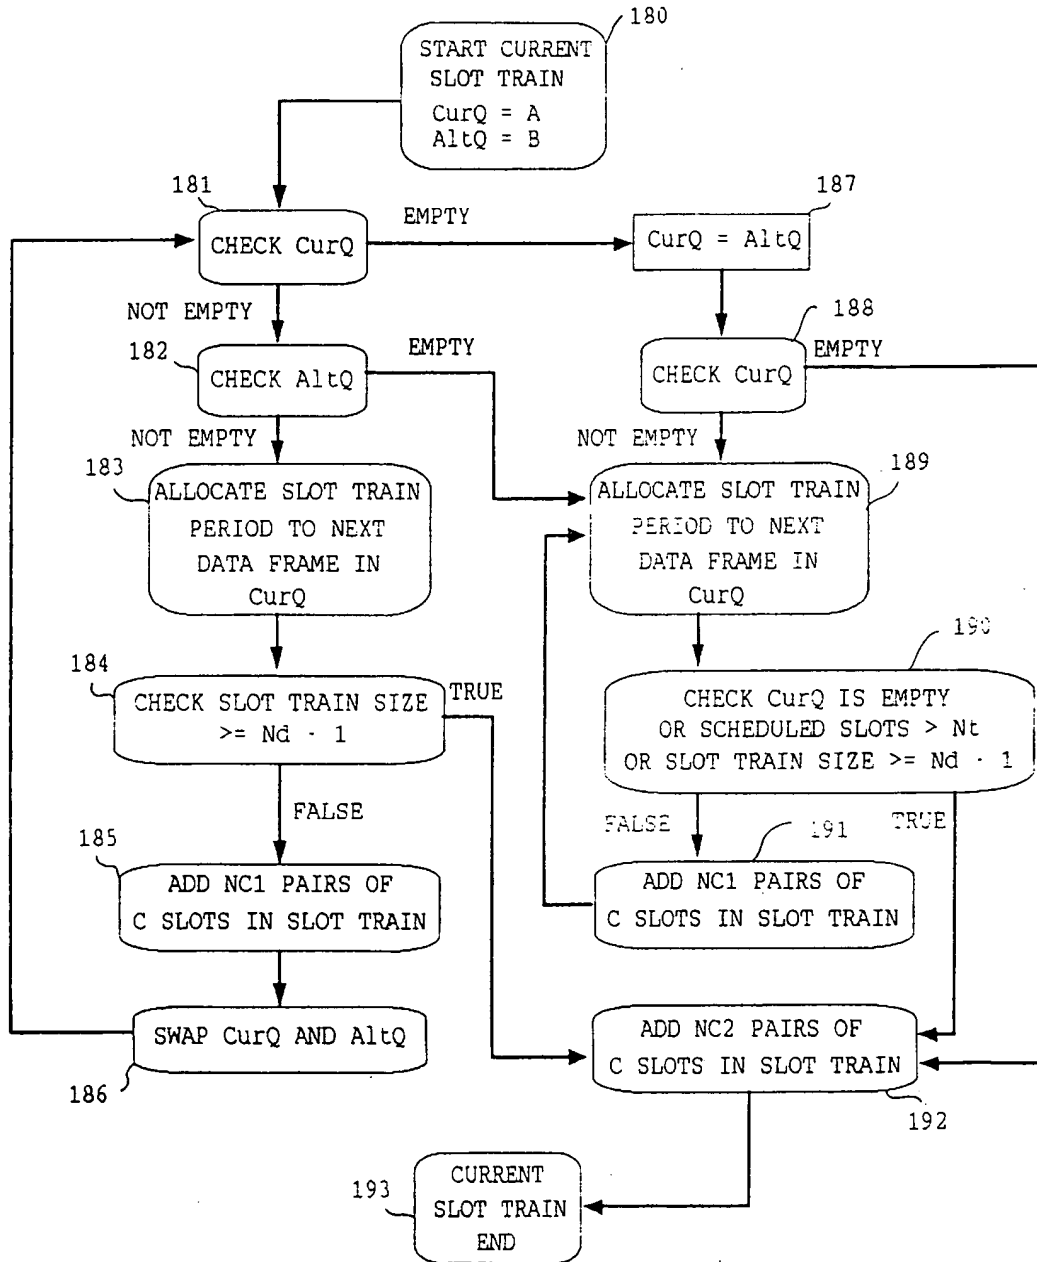 180
START CURRENT
SLOT TRAIN
CurQ = A
AltQ = B
181
CHECK CurQ
EMPTY
187
CurQ = AltQ
NOT EMPTY
182
CHECK AltQ
EMPTY
188
CHECK CurQ
EMPTY
NOT EMPTY
183
ALLOCATE SLOT TRAIN
PERIOD TO NEXT
DATA FRAME IN
CurQ
NOT EMPTY
189
ALLOCATE SLOT TRAIN
PERIOD TO NEXT
DATA FRAME IN
CurQ
184
CHECK SLOT TRAIN SIZE
>= Nd - 1
TRUE
190
CHECK CurQ IS EMPTY
OR SCHEDULED SLOTS > Nt
OR SLOT TRAIN SIZE >= Nd - 1
FALSE
FALSE
TRUE
185
ADD NC1 PAIRS OF
C SLOTS IN SLOT TRAIN
191
ADD NC1 PAIRS OF
C SLOTS IN SLOT TRAIN
SWAP CurQ AND AltQ
186
ADD NC2 PAIRS OF
C SLOTS IN SLOT TRAIN
192
193
CURRENT
SLOT TRAIN
END